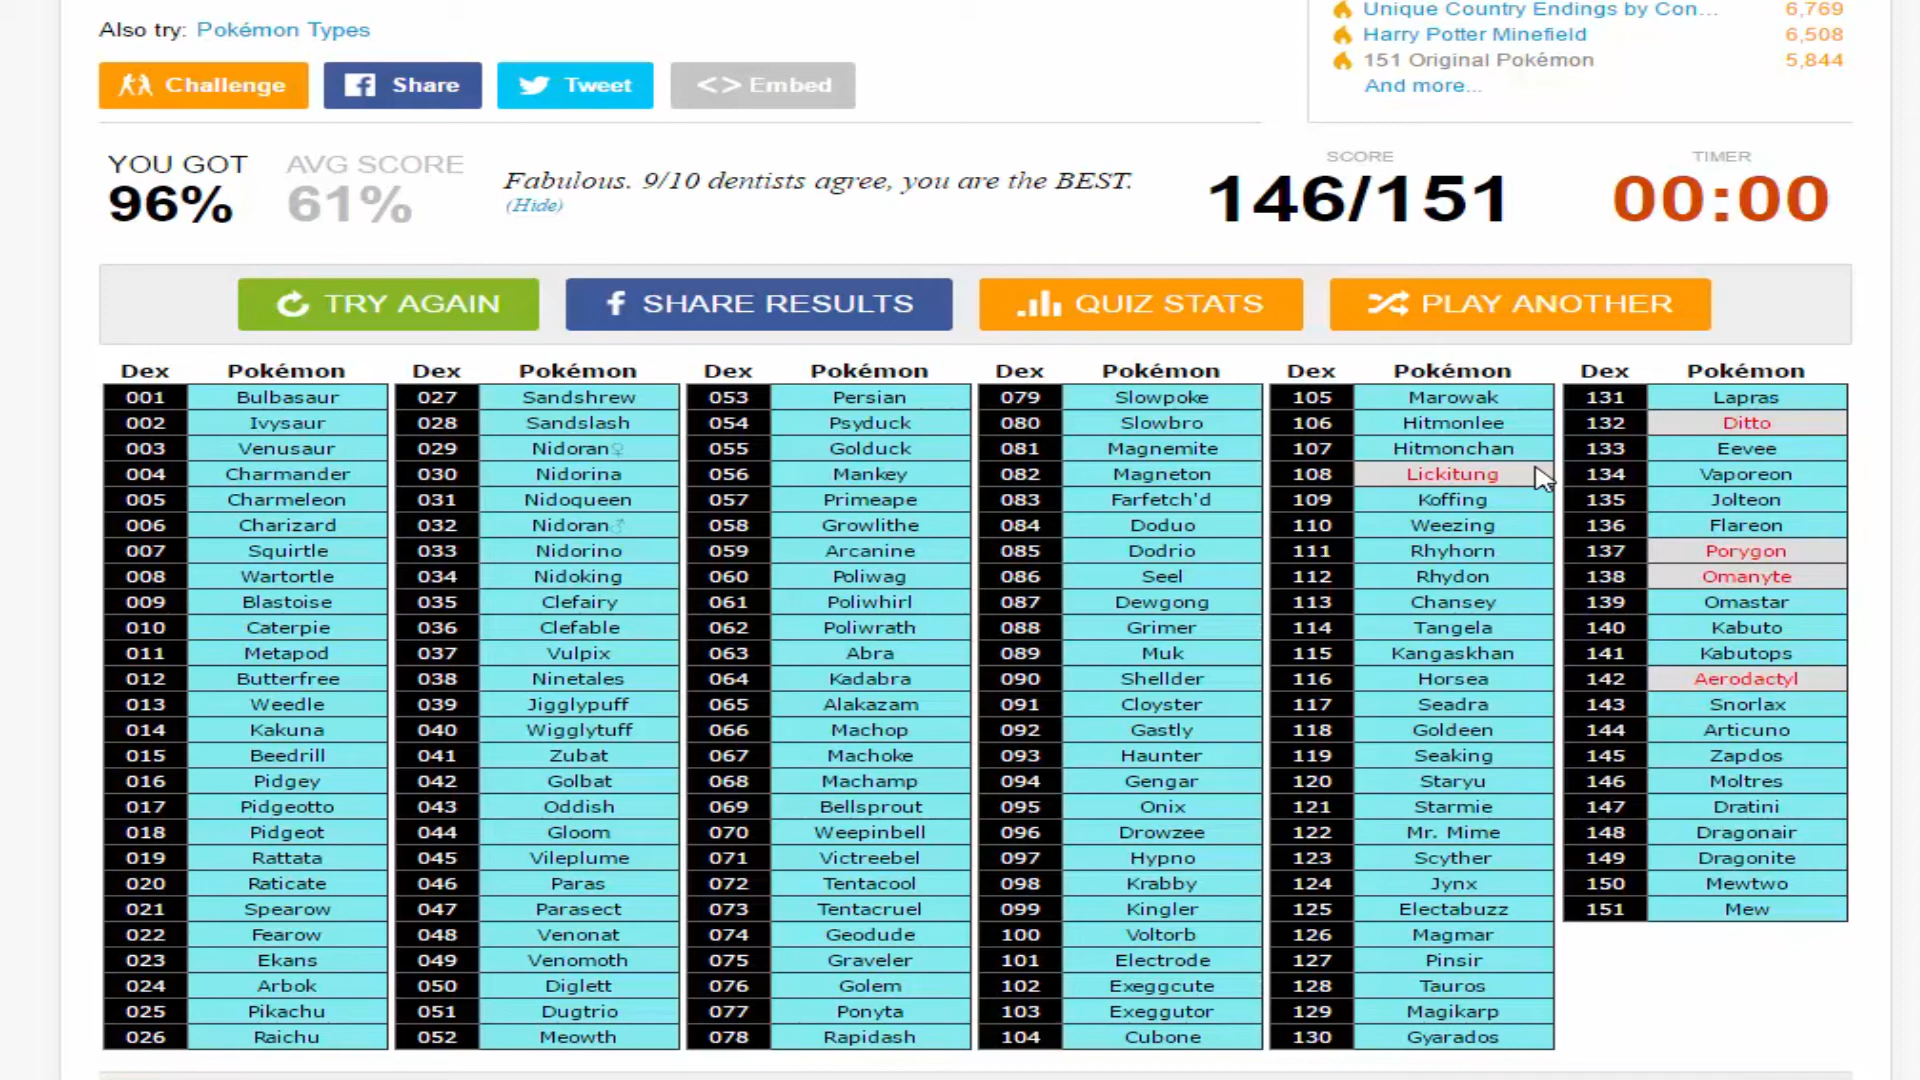 Also try: Pokémon Types
Unique Country Endings by Con... 6,769
Harry Potter Minefield 6,508
151 Original Pokémon 5,844
And more...
Challenge Share Tweet <> Embed
YOU GOT
96%
AVG SCORE
61%
Fabulous. 9/10 dentists agree, you are the BEST.
(Hide)
SCORE
146/151
TIMER
00:00
TRY AGAIN SHARE RESULTS QUIZ STATS PLAY ANOTHER
Dex Pokémon Dex Pokémon Dex Pokémon Dex Pokémon Dex Pokémon Dex Pokémon
001 Bulbasaur 027 Sandshrew 053 Persian 079 Slowpoke 105 Marowak 131 Lapras
002 Ivysaur 028 Sandslash 054 Psyduck 080 Slowbro 106 Hitmonlee 132 Ditto
003 Venusaur 029 Nidoran♀ 055 Golduck 081 Magnemite 107 Hitmonchan 133 Eevee
004 Charmander 030 Nidorina 056 Mankey 082 Magneton 108 Lickitung 134 Vaporeon
005 Charmeleon 031 Nidoqueen 057 Primeape 083 Farfetch'd 109 Koffing 135 Jolteon
006 Charizard 032 Nidoran♂ 058 Growlithe 084 Doduo 110 Weezing 136 Flareon
007 Squirtle 033 Nidorino 059 Arcanine 085 Dodrio 111 Rhyhorn 137 Porygon
008 Wartortle 034 Nidoking 060 Poliwag 086 Seel 112 Rhydon 138 Omanyte
009 Blastoise 035 Clefairy 061 Poliwhirl 087 Dewgong 113 Chansey 139 Omastar
010 Caterpie 036 Clefable 062 Poliwrath 088 Grimer 114 Tangela 140 Kabuto
011 Metapod 037 Vulpix 063 Abra 089 Muk 115 Kangaskhan 141 Kabutops
012 Butterfree 038 Ninetales 064 Kadabra 090 Shellder 116 Horsea 142 Aerodactyl
013 Weedle 039 Jigglypuff 065 Alakazam 091 Cloyster 117 Seadra 143 Snorlax
014 Kakuna 040 Wigglytuff 066 Machop 092 Gastly 118 Goldeen 144 Articuno
015 Beedrill 041 Zubat 067 Machoke 093 Haunter 119 Seaking 145 Zapdos
016 Pidgey 042 Golbat 068 Machamp 094 Gengar 120 Staryu 146 Moltres
017 Pidgeotto 043 Oddish 069 Bellsprout 095 Onix 121 Starmie 147 Dratini
018 Pidgeot 044 Gloom 070 Weepinbell 096 Drowzee 122 Mr. Mime 148 Dragonair
019 Rattata 045 Vileplume 071 Victreebel 097 Hypno 123 Scyther 149 Dragonite
020 Raticate 046 Paras 072 Tentacool 098 Krabby 124 Jynx 150 Mewtwo
021 Spearow 047 Parasect 073 Tentacruel 099 Kingler 125 Electabuzz 151 Mew
022 Fearow 048 Venonat 074 Geodude 100 Voltorb 126 Magmar
023 Ekans 049 Venomoth 075 Graveler 101 Electrode 127 Pinsir
024 Arbok 050 Diglett 076 Golem 102 Exeggcute 128 Tauros
025 Pikachu 051 Dugtrio 077 Ponyta 103 Exeggutor 129 Magikarp
026 Raichu 052 Meowth 078 Rapidash 104 Cubone 130 Gyarados